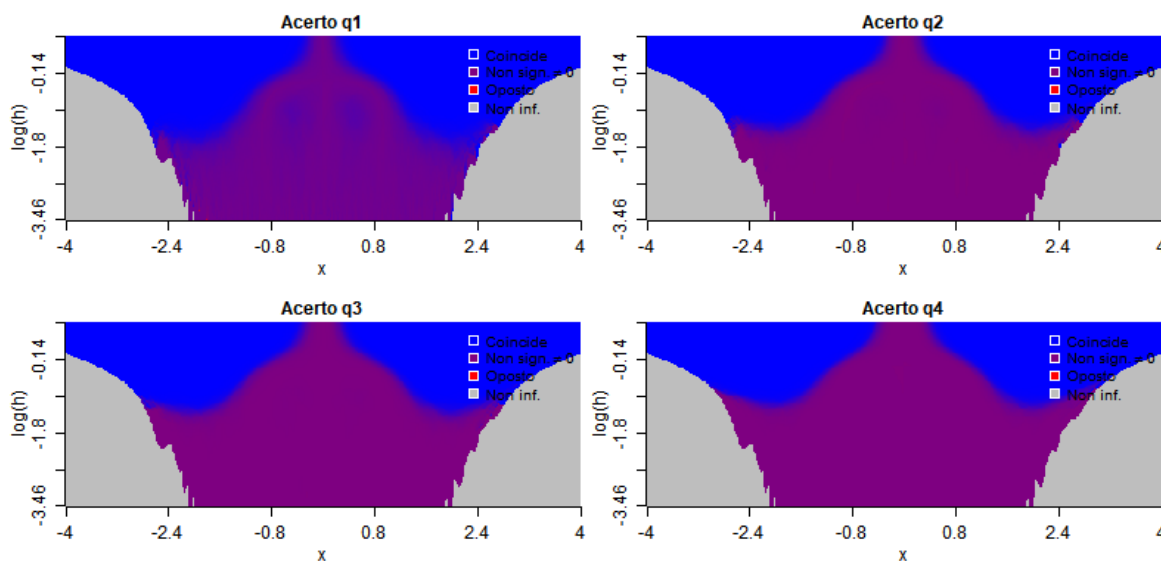 Acerto q1
Coincide
Non sign. ≠ 0
Oposto
Non inf.
log(h)
-0.14
-1.8
-3.46
-4 -2.4 -0.8 0.8 2.4 4
x
Acerto q2
Coincide
Non sign. ≠ 0
Oposto
Non inf.
log(h)
-0.14
-1.8
-3.46
-4 -2.4 -0.8 0.8 2.4 4
x
Acerto q3
Coincide
Non sign. ≠ 0
Oposto
Non inf.
log(h)
-0.14
-1.8
-3.46
-4 -2.4 -0.8 0.8 2.4 4
x
Acerto q4
Coincide
Non sign. ≠ 0
Oposto
Non inf.
log(h)
-0.14
-1.8
-3.46
-4 -2.4 -0.8 0.8 2.4 4
x